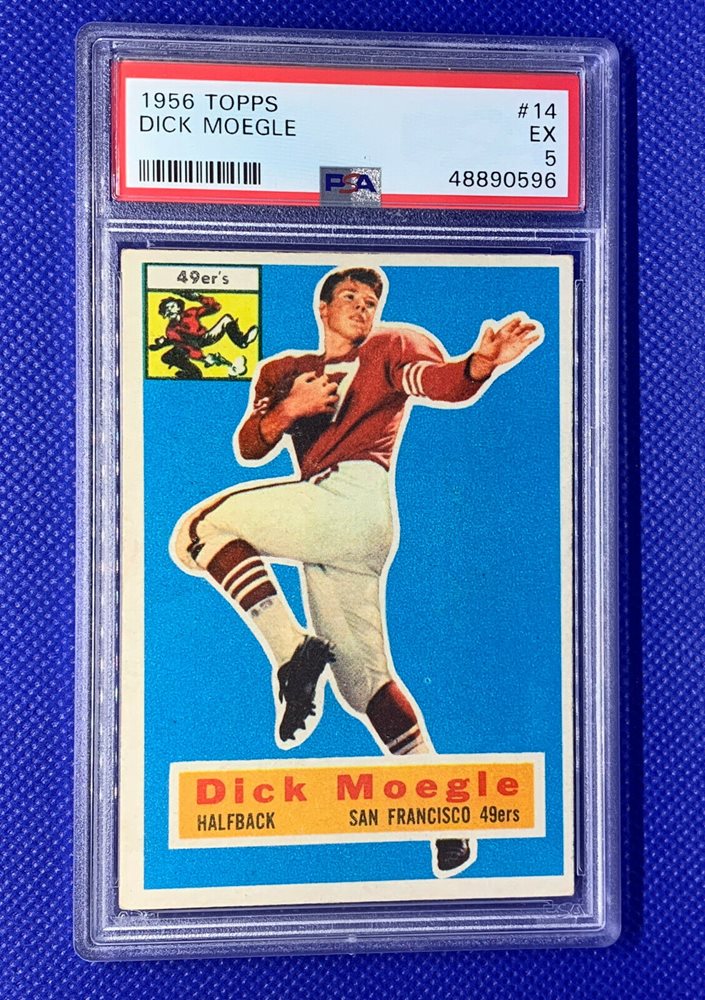 1956 TOPPS #14
DICK MOEGLE EX
5
PSA 48890596
49er's
7
Dick Moegle
HALFBACK SAN FRANCISCO 49ers